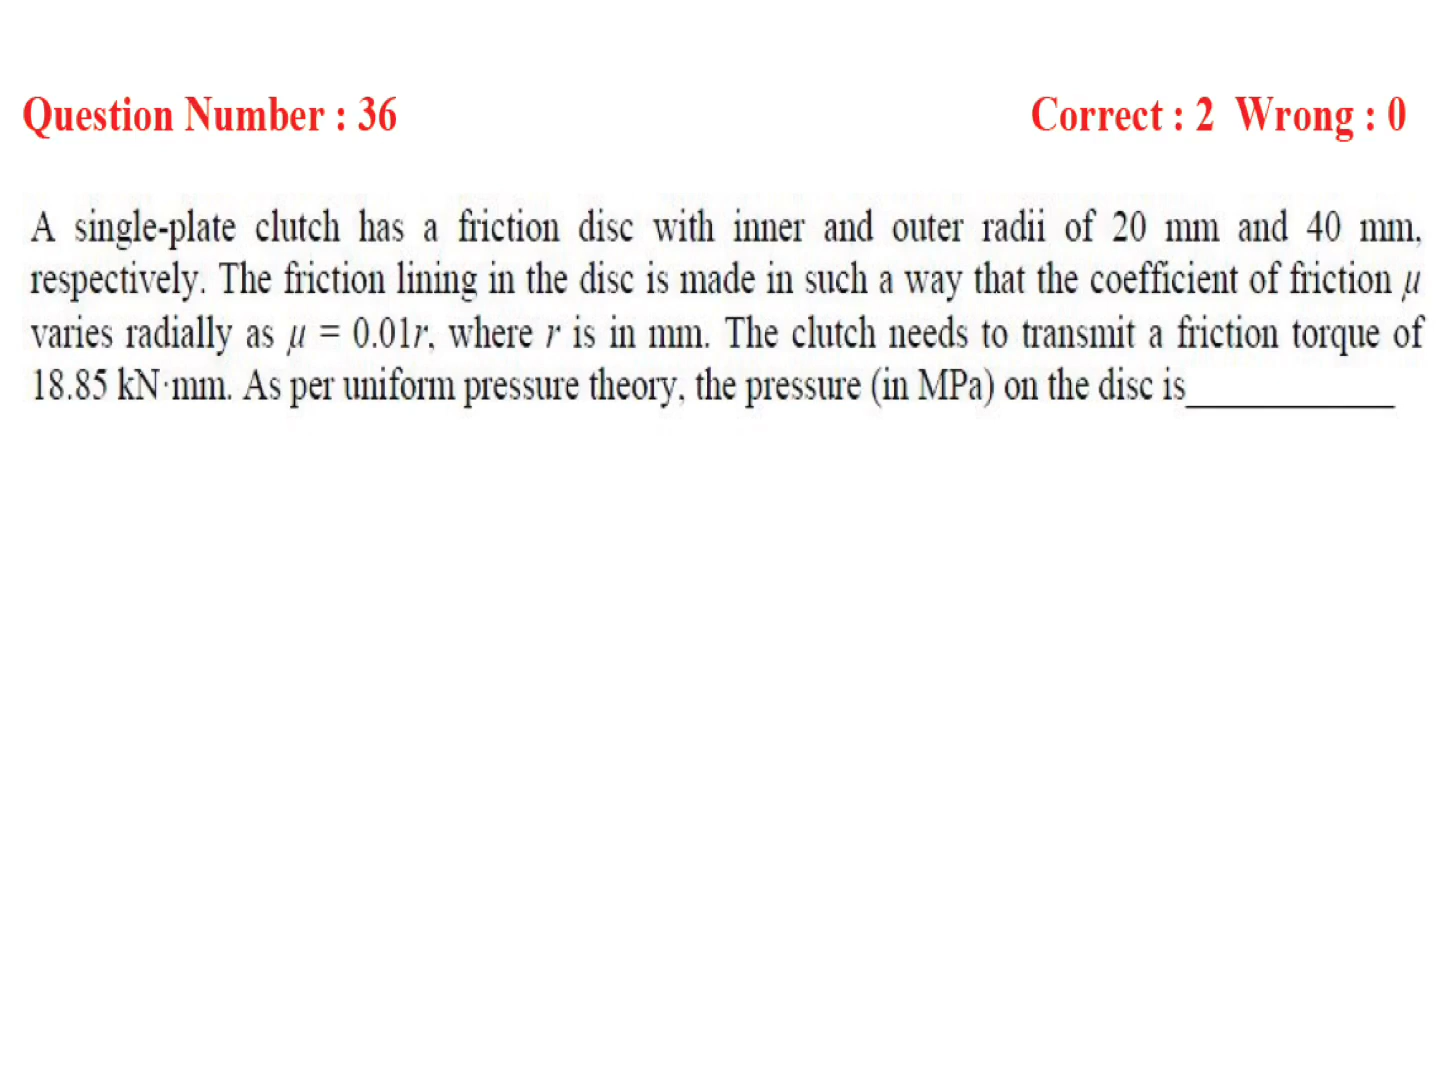 Question Number : 36 Correct : 2 Wrong : 0
A single-plate clutch has a friction disc with inner and outer radii of 20 mm and 40 mm,
respectively. The friction lining in the disc is made in such a way that the coefficient of friction μ
varies radially as μ = 0.01r, where r is in mm. The clutch needs to transmit a friction torque of
18.85 kN·mm. As per uniform pressure theory, the pressure (in MPa) on the disc is____________